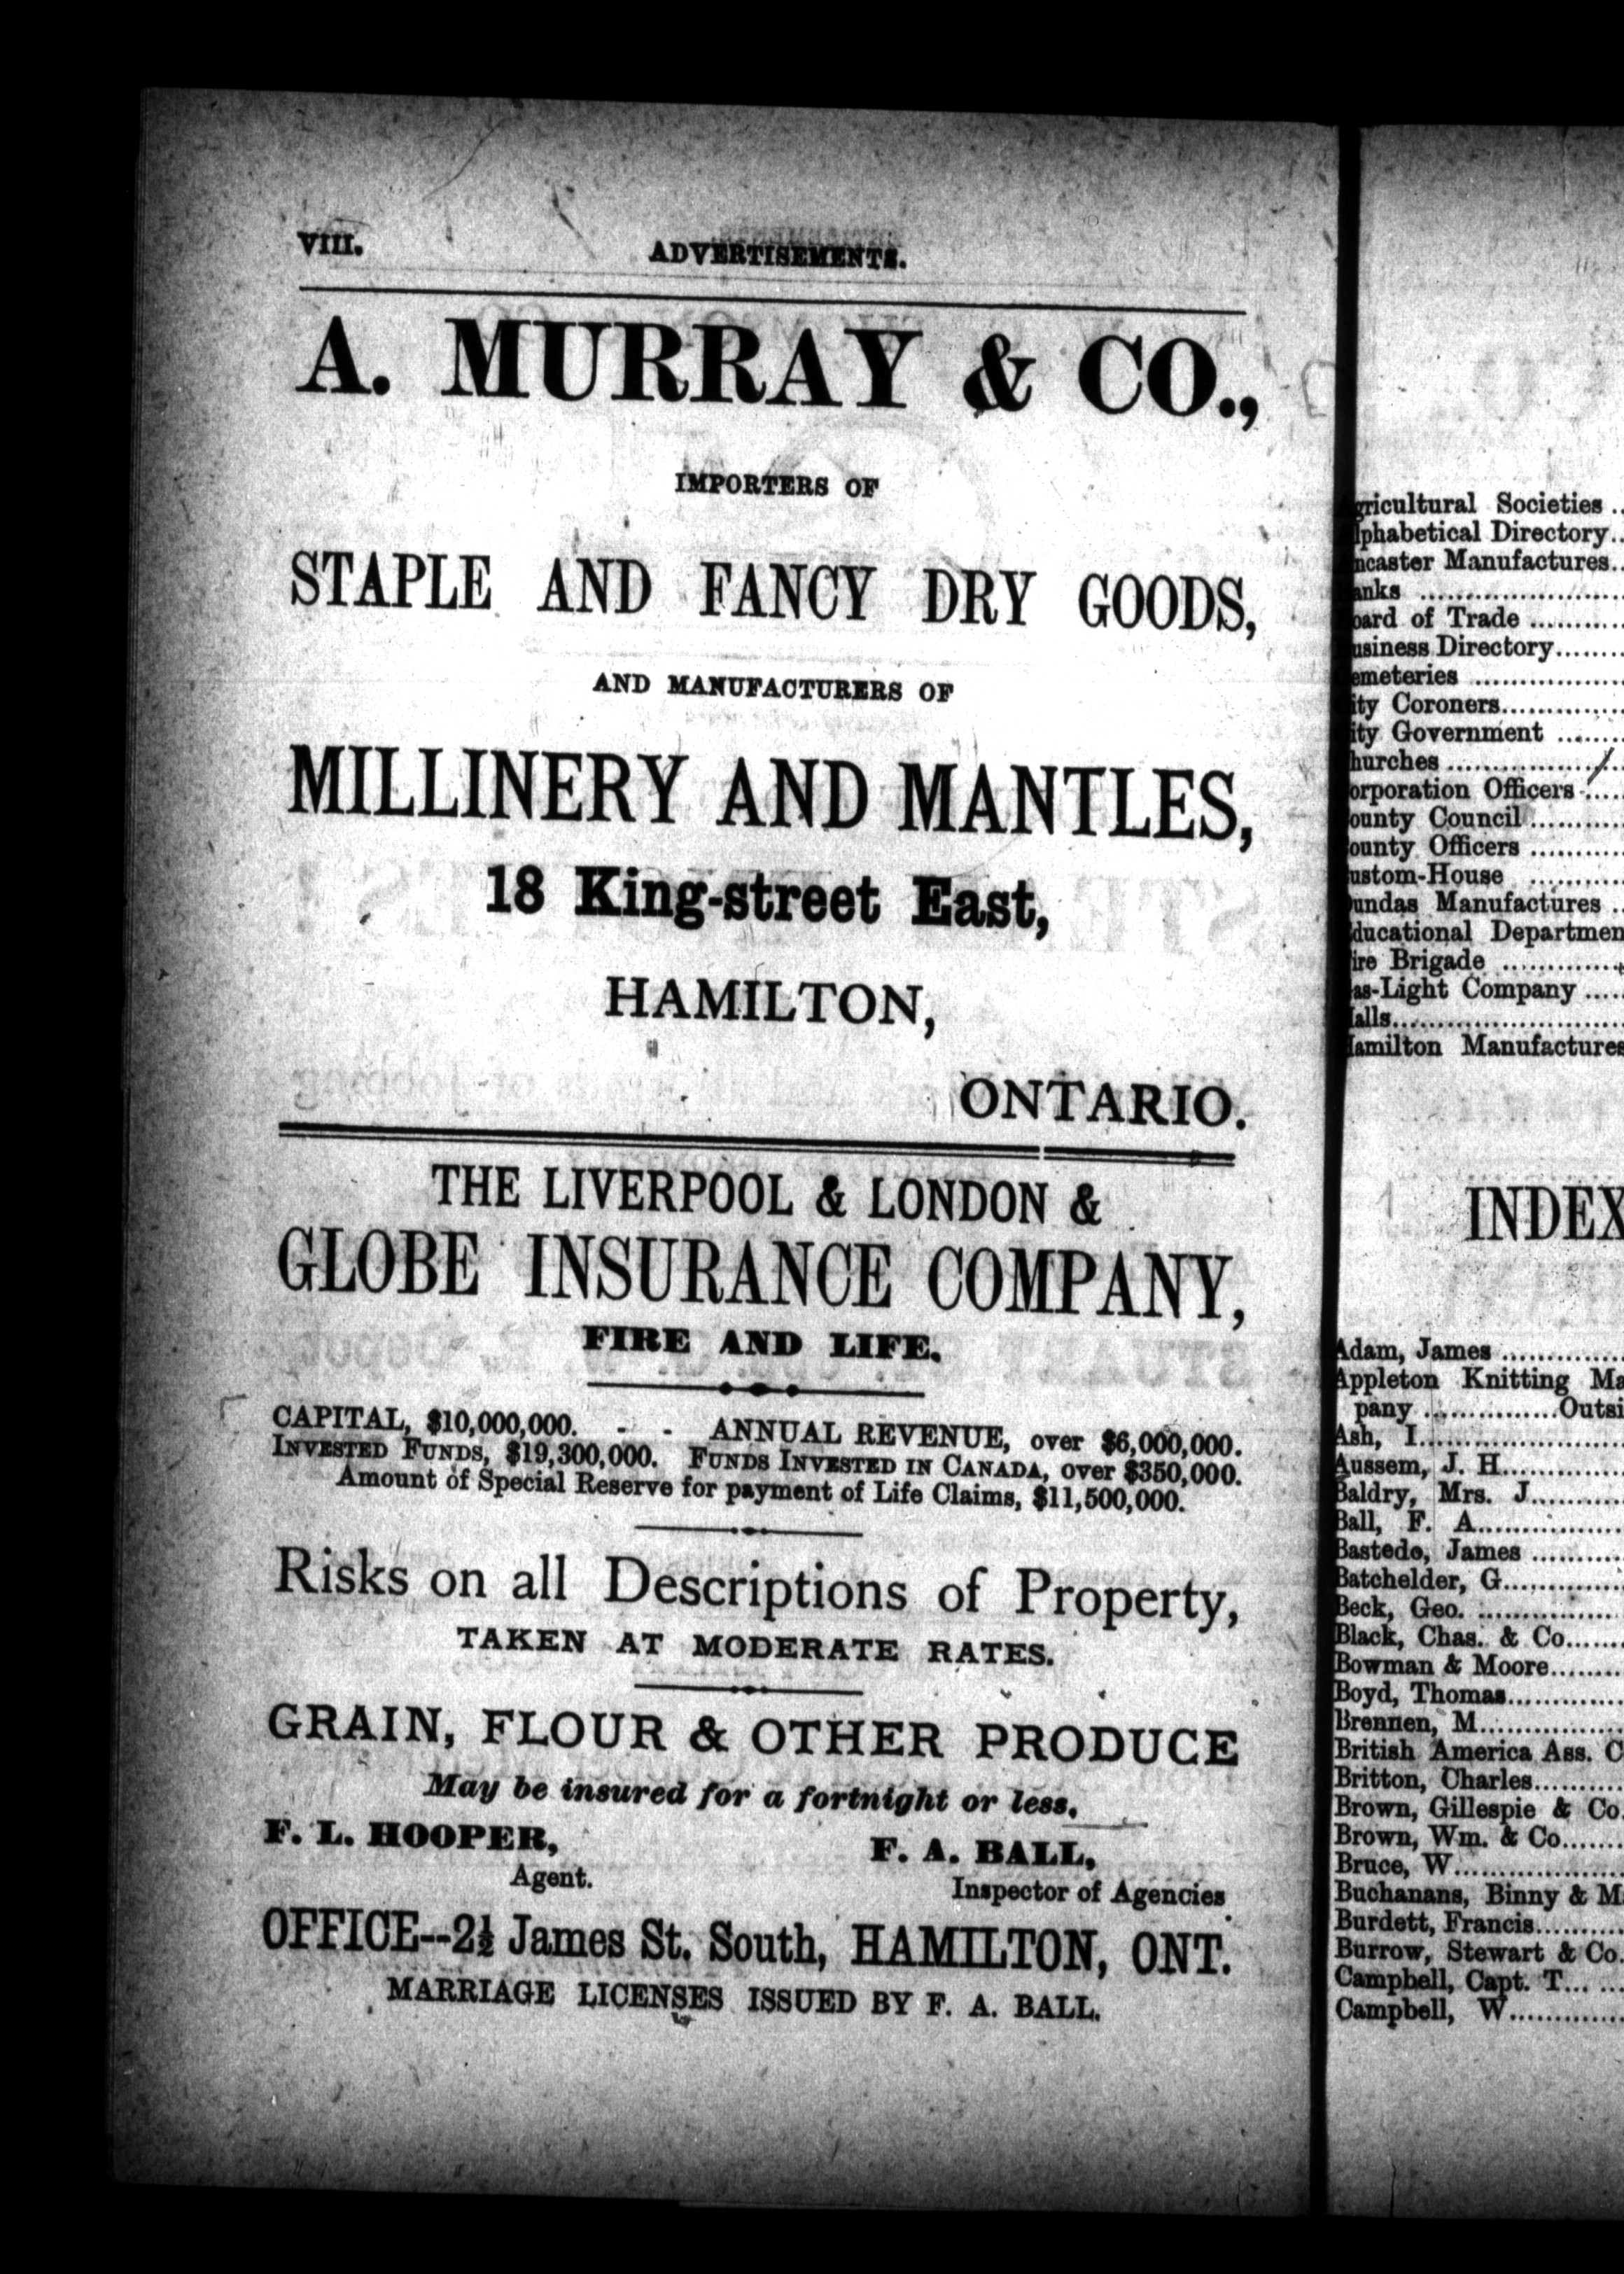 VIII.
ADVERTISEMENTS.
A. MURRAY & CO.,
IMPORTERS OF
STAPLE AND FANCY DRY GOODS,
AND MANUFACTURERS OF
MILLINERY AND MANTLES,
18 King-street East,
HAMILTON,
ONTARIO.
THE LIVERPOOL & LONDON &
GLOBE INSURANCE COMPANY,
FIRE AND LIFE.
CAPITAL, $10,000,000. - - ANNUAL REVENUE, over $6,000,000.
INVESTED FUNDS, $19,300,000. FUNDS INVESTED IN CANADA, over $350,000.
Amount of Special Reserve for payment of Life Claims, $11,500,000.
Risks on all Descriptions of Property,
TAKEN AT MODERATE RATES.
GRAIN, FLOUR & OTHER PRODUCE
May be insured for a fortnight or less.
F. L. HOOPER,
Agent.
F. A. BALL,
Inspector of Agencies
OFFICE--2½ James St. South, HAMILTON, ONT.
MARRIAGE LICENSES ISSUED BY F. A. BALL.
gricultural Societies ..
lphabetical Directory..
ncaster Manufactures..
anks ........................
oard of Trade ..........
usiness Directory.......
emeteries ................
ity Coroners.............
ity Government .......
hurches ...................
orporation Officers .....
ounty Council ..........
ounty Officers ..........
ustom-House ..........
undas Manufactures ..
ducational Departmen
ire Brigade .............
as-Light Company .....
alls.........................
amilton Manufactures
INDEX
Adam, James .............
Appleton Knitting Ma
pany ...............Outsi
Ash, I......................
Aussem, J. H.............
Baldry, Mrs. J..........
Ball, F. A................
Bastedo, James ..........
Batchelder, G.............
Beck, Geo. ...............
Black, Chas. & Co......
Bowman & Moore........
Boyd, Thomas............
Brennen, M...............
British America Ass. C
Britton, Charles..........
Brown, Gillespie & Co.
Brown, Wm. & Co.......
Bruce, W..................
Buchanans, Binny & M
Burdett, Francis..........
Burrow, Stewart & Co.
Campbell, Capt. T... ...
Campbell, W.............